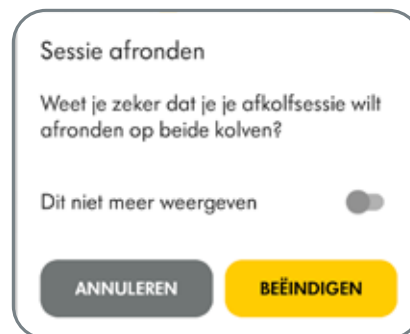 Sessie afronden
Weet je zeker dat je je afkolfsessie wilt
afronden op beide kolven?
Dit niet meer weergeven
ANNULEREN
BEËINDIGEN